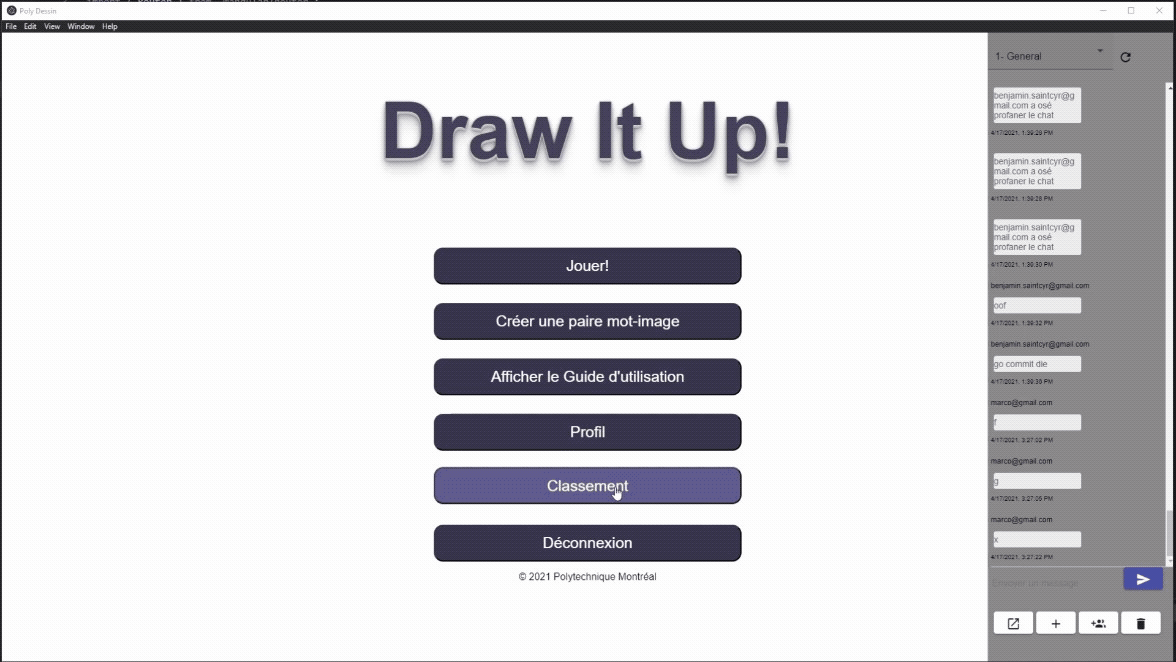 Poly Dessin
File Edit View Window Help
Draw It Up!
Jouer!
Créer une paire mot-image
Afficher le Guide d'utilisation
Profil
Classement
Déconnexion
© 2021 Polytechnique Montréal
1- General
benjamin.saintcyr@g
mail.com a osé
profaner le chat
4/17/2021, 1:39:29 PM
benjamin.saintcyr@g
mail.com a osé
profaner le chat
4/17/2021, 1:39:29 PM
benjamin.saintcyr@g
mail.com a osé
profaner le chat
4/17/2021, 1:39:30 PM
benjamin.saintcyr@gmail.com
oof
4/17/2021, 1:39:32 PM
benjamin.saintcyr@gmail.com
go commit die
4/17/2021, 1:39:35 PM
marco@gmail.com
f
4/17/2021, 3:27:02 PM
marco@gmail.com
g
4/17/2021, 3:27:05 PM
marco@gmail.com
x
4/17/2021, 3:27:23 PM
Envoyer un message